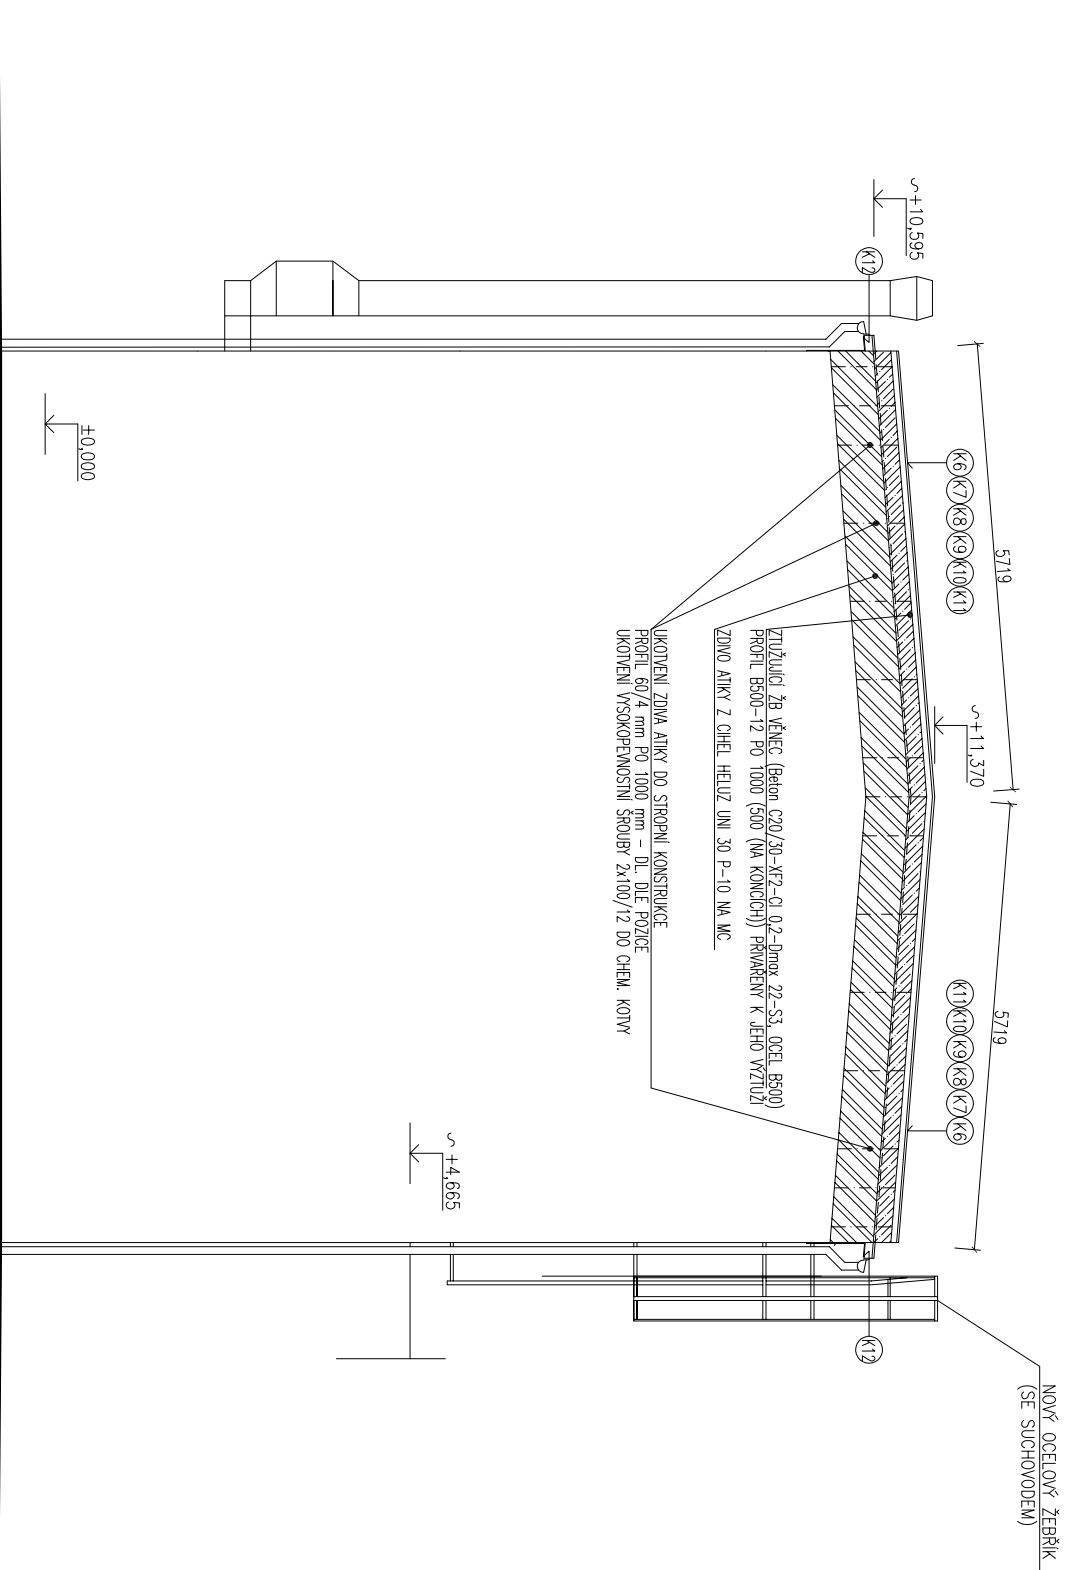 NOVÝ OCELOVÝ ŽEBŘÍK
(SE SUCHOVODEM)
5719
5719
+11,370
K6 K7 K8 K9 K10 K11
K11 K10 K9 K8 K7 K6
+10,595
K12
K12
ZTUŽUJÍCÍ ŽB VĚNEC (Beton C20/30-XF2-Cl 0,2-Dmax 22-S3, OCEL B500)
PROFIL B500-12 PO 1000 (500 (NA KONCÍCH)) PŘIVAŘENY K JEHO VÝZTUŽI
ZDIVO ATIKY Z CIHEL HELUZ UNI 30 P-10 NA MC
UKOTVENÍ ZDIVA ATIKY DO STROPNÍ KONSTRUKCE
PROFIL 60/4 mm PO 1000 mm - DL. DLE POZICE
UKOTVENÍ VYSOKOPEVNOSTNÍ ŠROUBY 2x100/12 DO CHEM. KOTVY
+4,665
±0,000